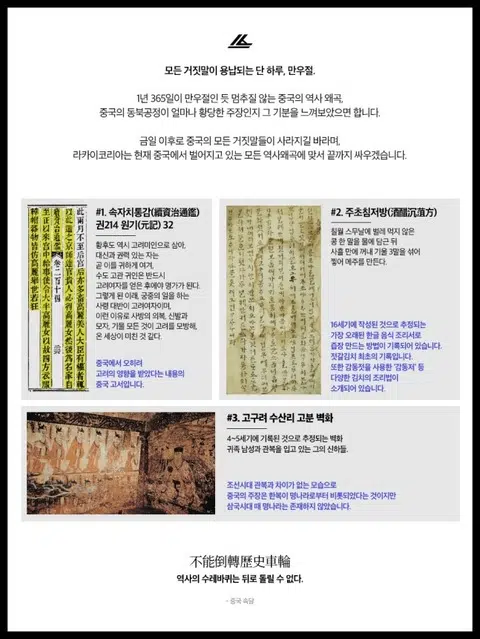 모든 거짓말이 용납되는 단 하루, 만우절.
1년 365일이 만우절인 듯 멈추질 않는 중국의 역사 왜곡,
중국의 동북공정이 얼마나 황당한 주장인지 그 기분을 느껴보았으면 합니다.
금일 이후로 중국의 모든 거짓말들이 사라지길 바라며,
라카이코리아는 현재 중국에서 벌어지고 있는 모든 역사왜곡에 맞서 끝까지 싸우겠습니다.
#1. 속자치통감(續資治通鑑)
권214 원기(元記) 32
황후도 역시 고려미인으로 삼아,
대신과 권력 있는 자는
곧 이를 귀하게 여겨,
수도 고관 귀인은 반드시
고려여자를 얻은 후에야 명가가 된다.
그렇게 된 이래, 궁중의 일을 하는
사령 태반이 고려여자이며,
이런 이유로 사방의 의복, 신발과
모자, 기물 모든 것이 고려를 모방해,
온 세상이 미친 것 같다.
중국에서 오히려
고려의 영향을 받았다는 내용의
중국 고서입니다.
#2. 주초침저방(酒醋沉菹方)
칠월 스무날에 벌레 먹지 않은
콩 한 말을 물에 담근 뒤
사흘 만에 꺼내 기울 3말을 섞어
찧어 메주를 만든다.
16세기에 작성된 것으로 추정되는
가장 오래된 한글 음식 조리서로
즙장 만드는 방법이 기록되어 있습니다.
젓갈김치 최초의 기록입니다.
또한 감동젓을 사용한 '감동저' 등
다양한 김치의 조리법이
소개되어 있습니다.
#3. 고구려 수산리 고분 벽화
4~5세기에 기록된 것으로 추정되는 벽화
귀족 남성과 관복을 입고 있는 그의 신하들.
조선시대 관복과 차이가 없는 모습으로
중국의 주장은 한복이 명나라로부터 비롯되었다는 것이지만
삼국시대 때 명나라는 존재하지 않았습니다.
不能倒轉歷史車輪
역사의 수레바퀴는 뒤로 돌릴 수 없다.
- 중국 속담